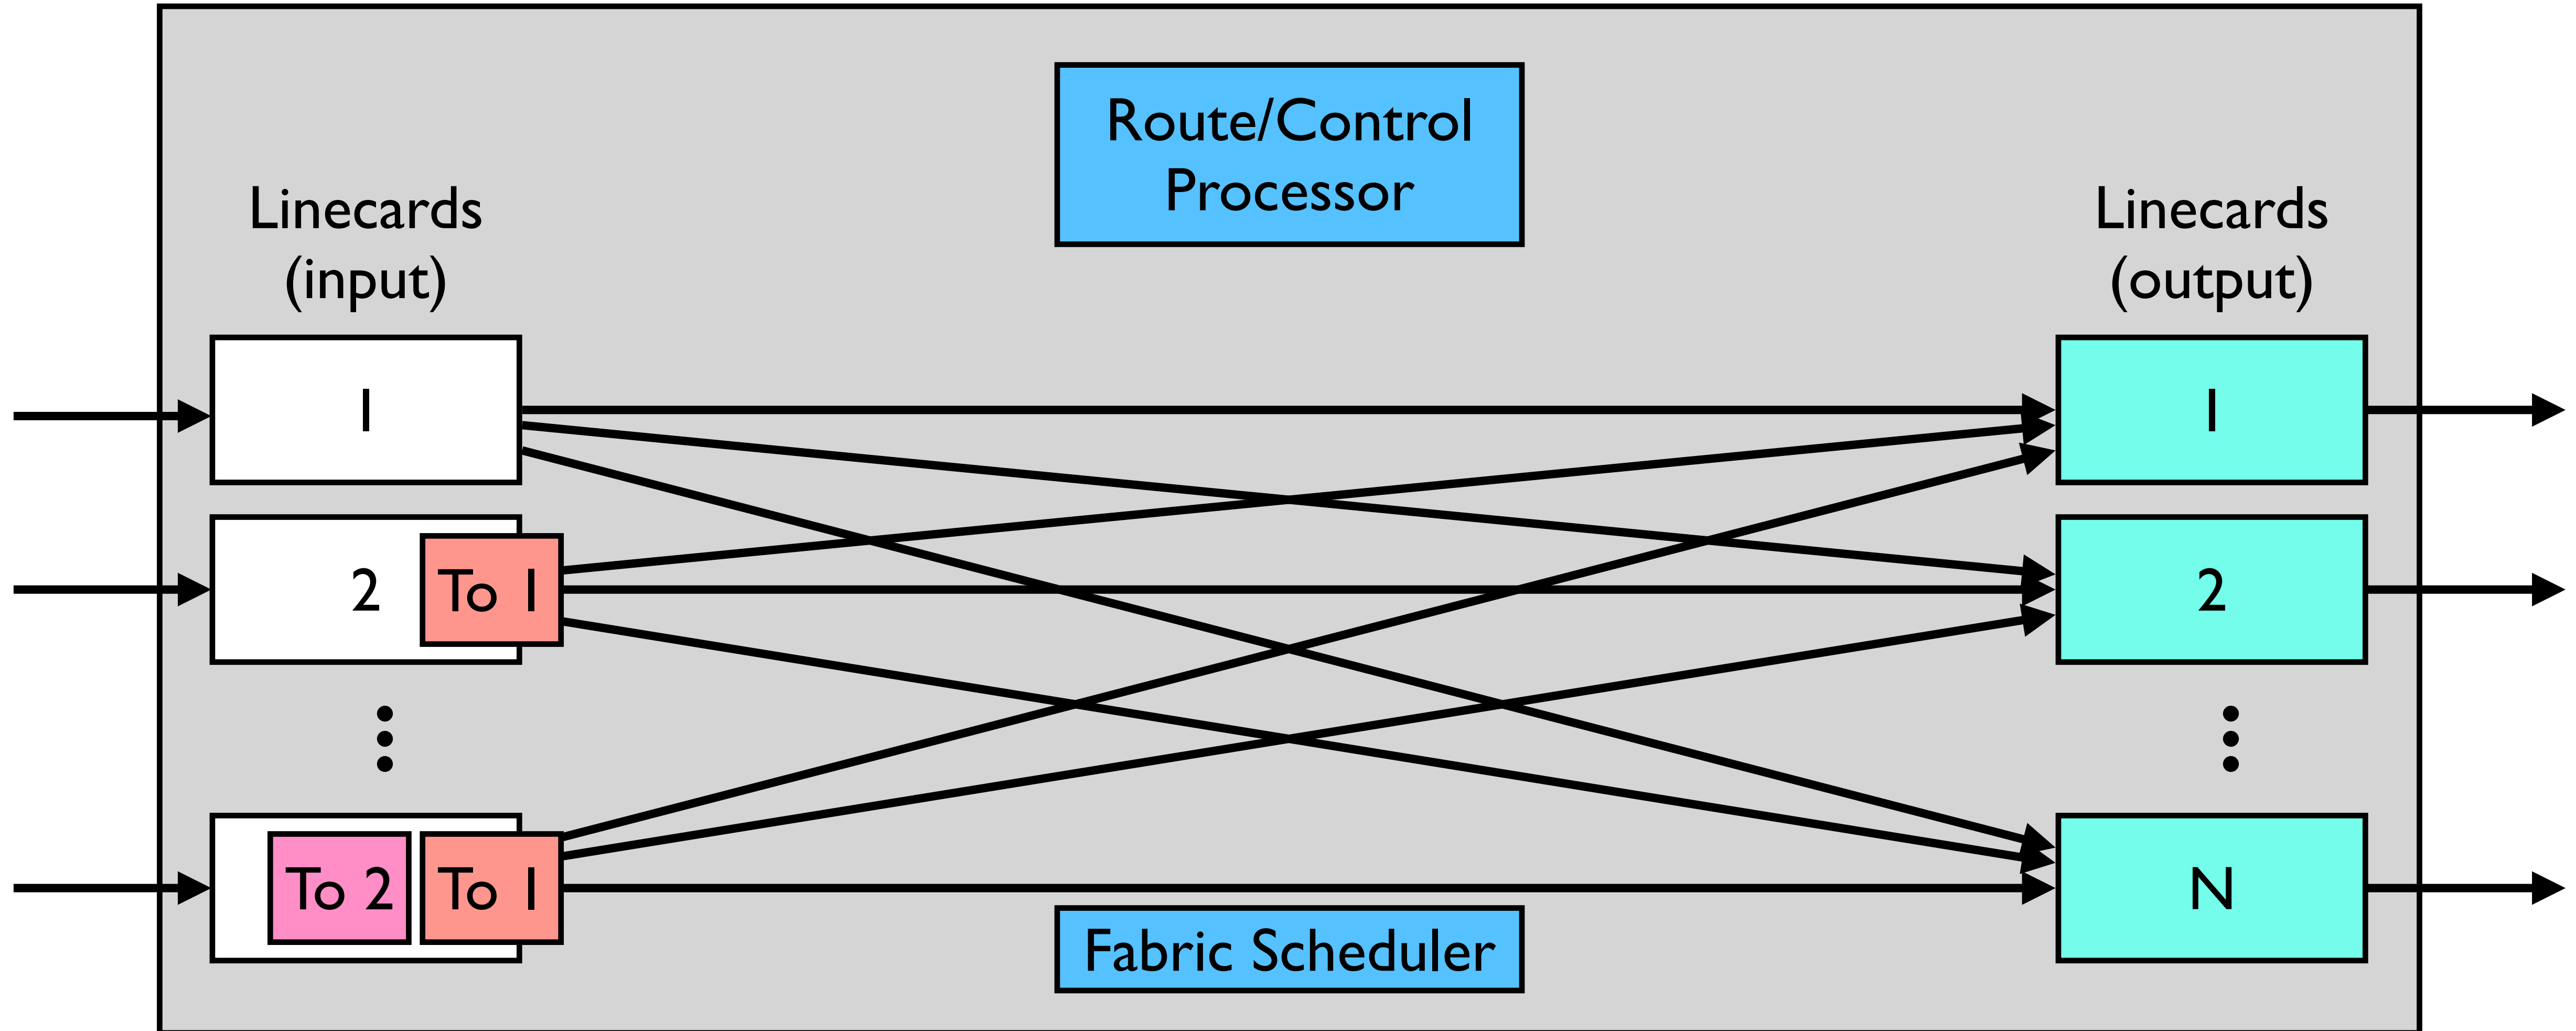 Route/Control
Processor
Linecards
(input)
Linecards
(output)
1
1
2
To 1
2
To 2
To 1
N
Fabric Scheduler